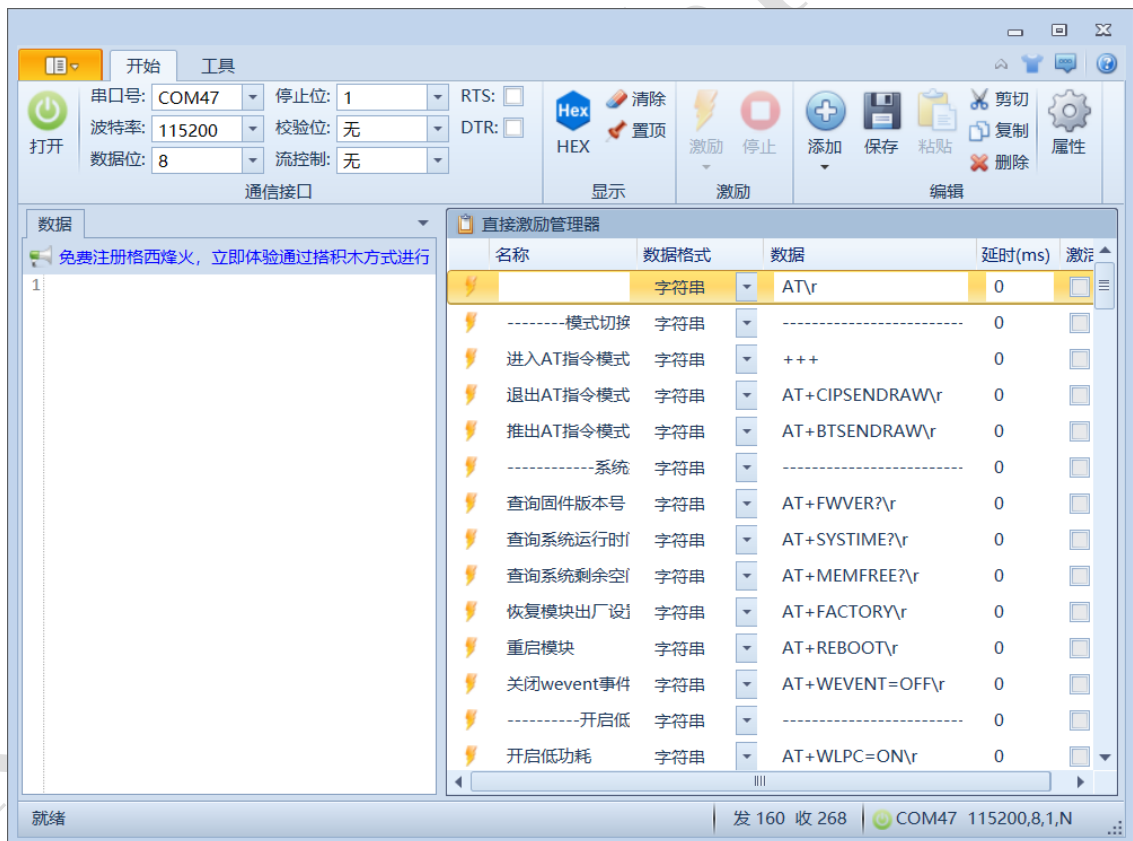 开始 工具
串口号: COM47 停止位: 1 RTS:
波特率: 115200 校验位: 无 DTR:
数据位: 8 流控制: 无
打开
通信接口
Hex
HEX
清除
置顶
显示
激励 停止
激励
添加 保存 粘贴
剪切
复制
删除
属性
编辑
数据
免费注册格西烽火，立即体验通过搭积木方式进行
1
直接激励管理器
名称 数据格式 数据 延时(ms) 激活
字符串 AT\r 0
--------模式切换 字符串 ------------------------- 0
进入AT指令模式 字符串 +++ 0
退出AT指令模式 字符串 AT+CIPSENDRAW\r 0
推出AT指令模式 字符串 AT+BTSENDRAW\r 0
------------系统 字符串 ------------------------- 0
查询固件版本号 字符串 AT+FWVER?\r 0
查询系统运行时间 字符串 AT+SYSTIME?\r 0
查询系统剩余空间 字符串 AT+MEMFREE?\r 0
恢复模块出厂设置 字符串 AT+FACTORY\r 0
重启模块 字符串 AT+REBOOT\r 0
关闭wevent事件 字符串 AT+WEVENT=OFF\r 0
----------开启低 字符串 ------------------------- 0
开启低功耗 字符串 AT+WLPC=ON\r 0
就绪 发 160 收 268 COM47 115200,8,1,N